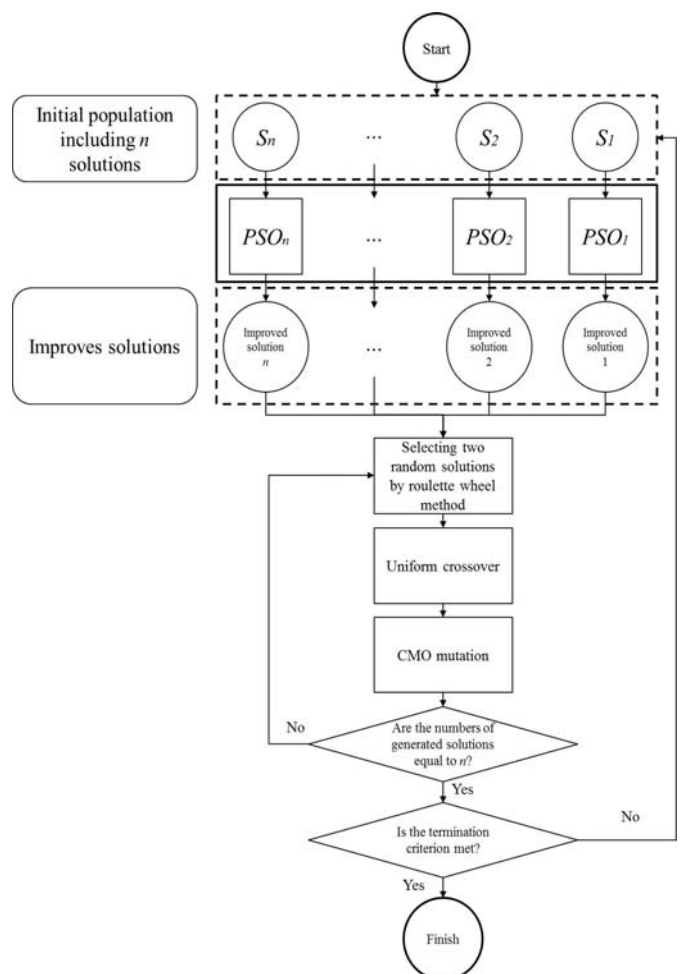 Start
Initial population
including n
solutions
Sn
...
S2
S1
PSOn
...
PSO2
PSO1
Improves solutions
Improved
solution
n
...
Improved
solution
2
Improved
solution
1
Selecting two
random solutions
by roulette wheel
method
Uniform crossover
CMO mutation
No
Are the numbers of
generated solutions
equal to n?
Yes
No
Is the termination
criterion met?
Yes
Finish